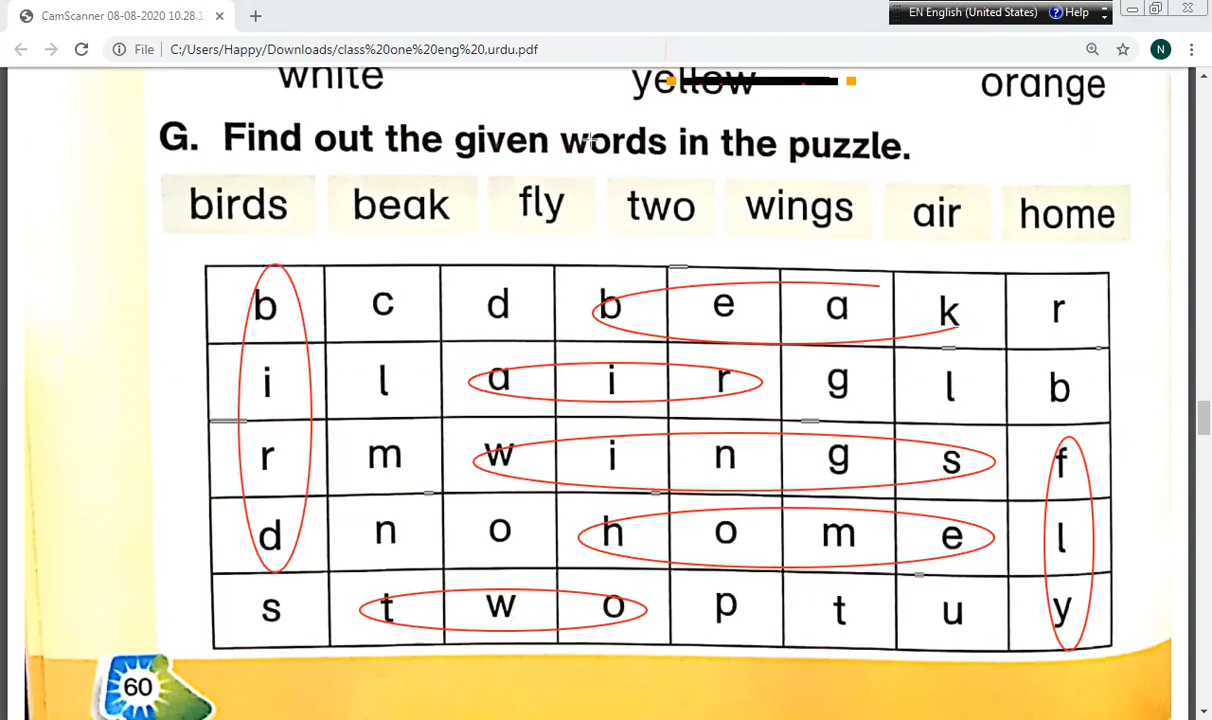 CamScanner 08-08-2020 10.28.1
EN English (United States) Help
File C:/Users/Happy/Downloads/class%20one%20eng%20,urdu.pdf
N
white yellow orange
G. Find out the given words in the puzzle.
birds beak fly two wings air home
b c d b e a k r
i l a i r g l b
r m w i n g s f
d n o h o m e l
s t w o p t u y
60